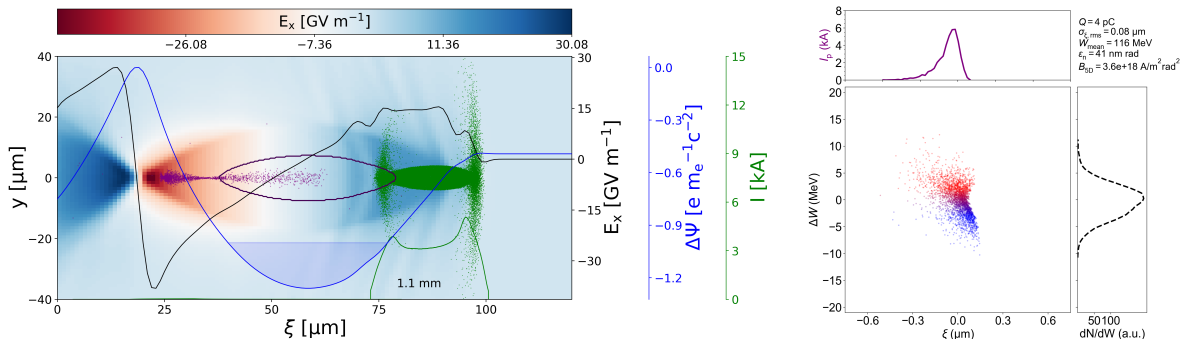 E_x [GV m⁻¹]
−26.08 −7.36 11.36 30.08
40
20
0
−20
−40
y [μm]
0 25 50 75 100
ξ [μm]
1.1 mm
30
15
0
−15
−30
E_x [GV m⁻¹]
0.0
−0.3
−0.6
−0.9
−1.2
ΔΨ [e m_e⁻¹c⁻²]
15
12
9
6
3
0
I [kA]
8
6
4
2
0
I_p (kA)
Q = 4 pC
σ_ξ,rms = 0.08 μm
W_mean = 116 MeV
ε_n = 41 nm rad
B_5D = 3.6e+18 A/m²rad²
20
15
10
5
0
−5
−10
−15
−20
ΔW (MeV)
−0.6 −0.3 0.0 0.3 0.6
ξ (μm)
50 100
dN/dW (a.u.)